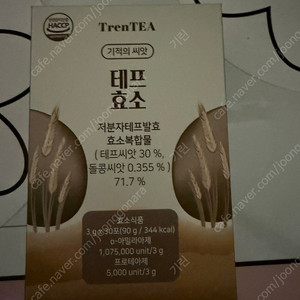 HACCP
TrenTEA
기적의 씨앗
테프
효소
저분자테프발효
효소복합물
( 테프씨앗 30 %,
돌콩씨앗 0.355 % )
71.7 %
효소식품
3 g x 30포(90 g / 344 kcal)
α-아밀라아제
1,075,000 unit/3 g
프로테아제
5,000 unit/3 g